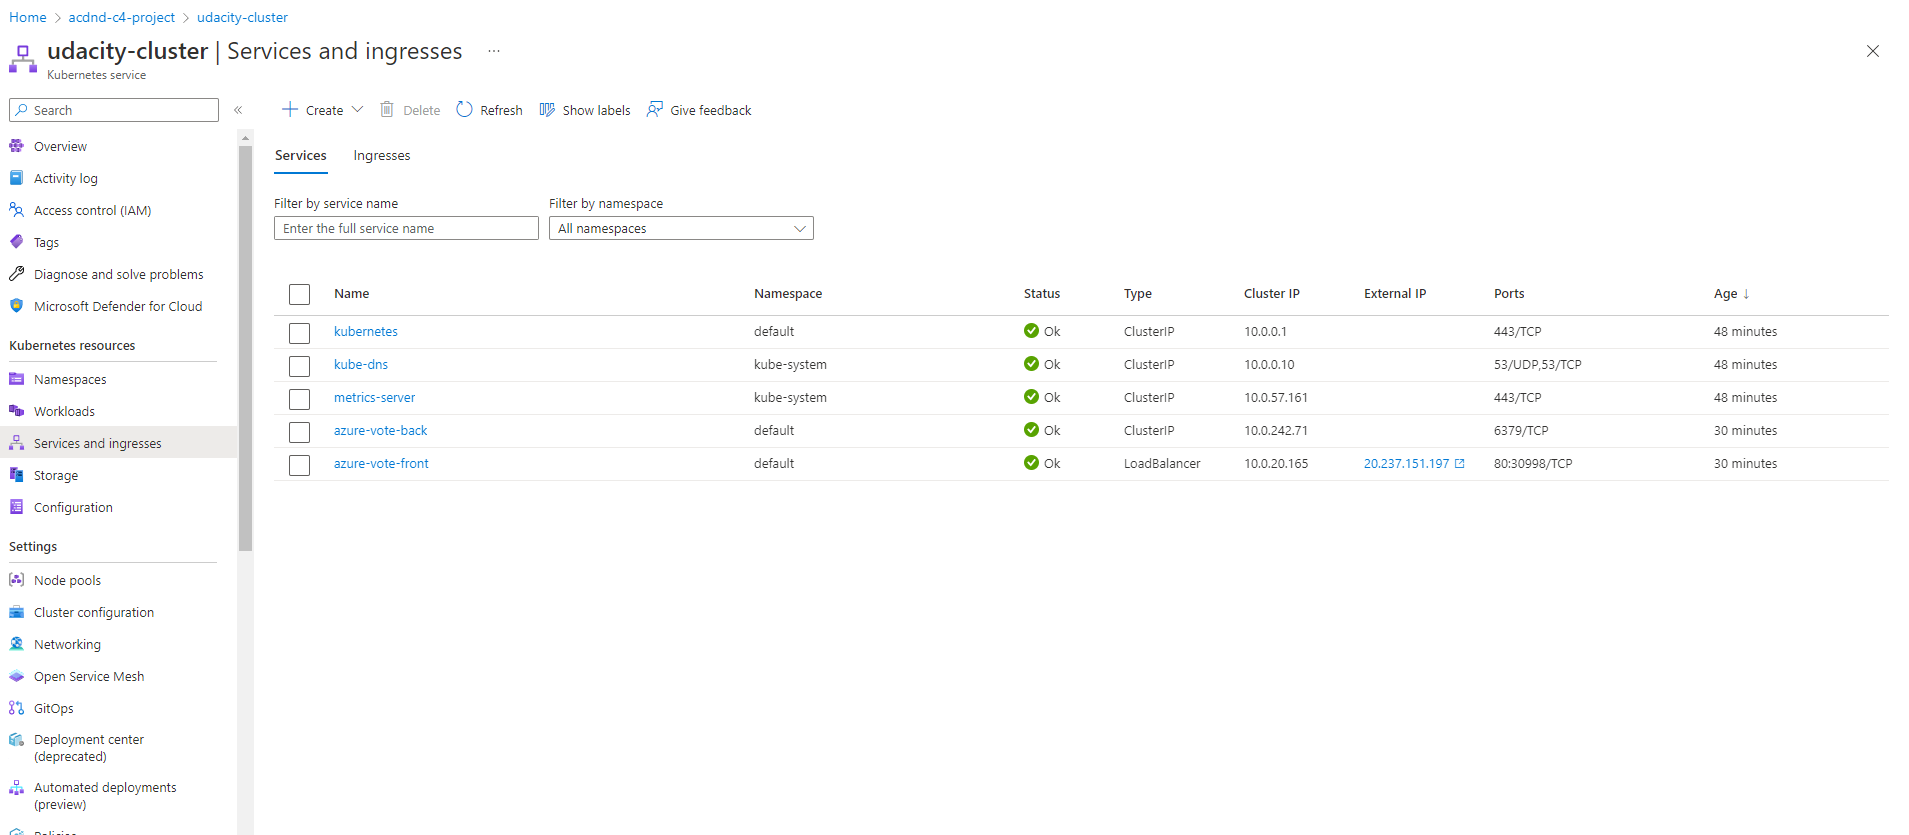 Home > acdnd-c4-project > udacity-cluster
udacity-cluster | Services and ingresses ...
Kubernetes service
Search «
Create Delete Refresh Show labels Give feedback
Services Ingresses
Filter by service name Filter by namespace
Enter the full service name All namespaces
Name Namespace Status Type Cluster IP External IP Ports Age ↓
kubernetes default Ok ClusterIP 10.0.0.1 443/TCP 48 minutes
kube-dns kube-system Ok ClusterIP 10.0.0.10 53/UDP,53/TCP 48 minutes
metrics-server kube-system Ok ClusterIP 10.0.57.161 443/TCP 48 minutes
azure-vote-back default Ok ClusterIP 10.0.242.71 6379/TCP 30 minutes
azure-vote-front default Ok LoadBalancer 10.0.20.165 20.237.151.197 80:30998/TCP 30 minutes
Overview
Activity log
Access control (IAM)
Tags
Diagnose and solve problems
Microsoft Defender for Cloud
Kubernetes resources
Namespaces
Workloads
Services and ingresses
Storage
Configuration
Settings
Node pools
Cluster configuration
Networking
Open Service Mesh
GitOps
Deployment center
(deprecated)
Automated deployments
(preview)
Policies